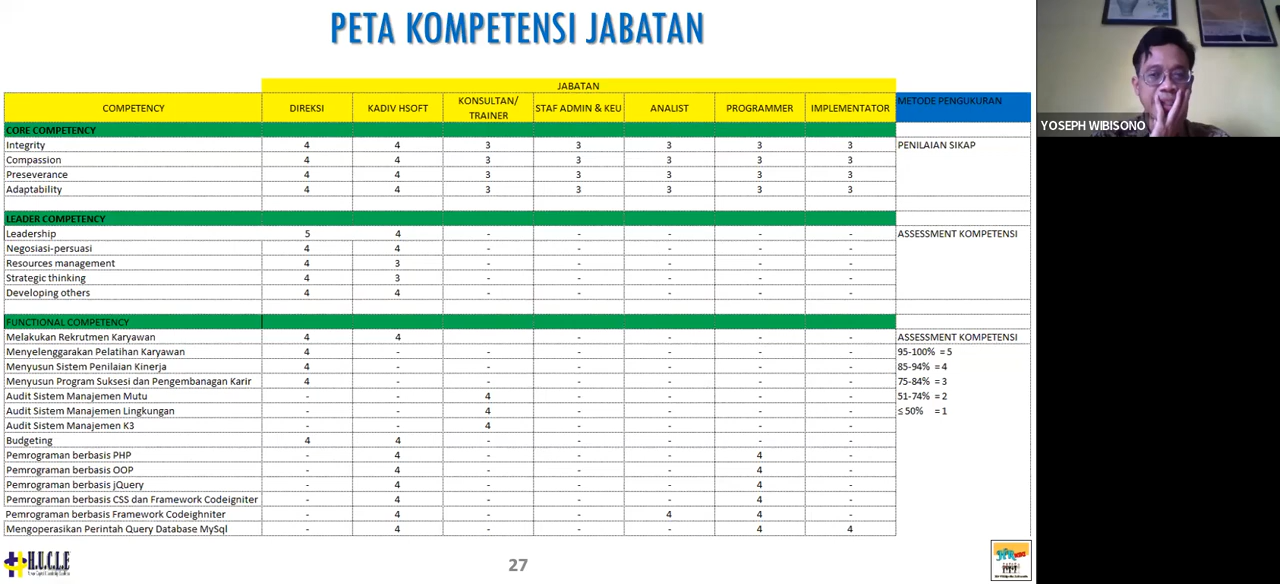 PETA KOMPETENSI JABATAN
JABATAN
COMPETENCY DIREKSI KADIV HSOFT KONSULTAN/ TRAINER STAF ADMIN & KEU ANALIST PROGRAMMER IMPLEMENTATOR METODE PENGUKURAN
CORE COMPETENCY
Integrity 4 4 3 3 3 3 3 PENILAIAN SIKAP
Compassion 4 4 3 3 3 3 3
Preseverance 4 4 3 3 3 3 3
Adaptability 4 4 3 3 3 3 3
LEADER COMPETENCY
Leadership 5 4 - - - - - ASSESSMENT KOMPETENSI
Negosiasi-persuasi 4 4 - - - - -
Resources management 4 3 - - - - -
Strategic thinking 4 3 - - - - -
Developing others 4 4 - - - - -
FUNCTIONAL COMPETENCY
Melakukan Rekrutmen Karyawan 4 4 - - - - ASSESSMENT KOMPETENSI
Menyelenggarakan Pelatihan Karyawan 4 - - - - - - 95-100% = 5
Menyusun Sistem Penilaian Kinerja 4 - - - - - - 85-94% = 4
Menyusun Program Suksesi dan Pengembanagan Karir 4 - - - - - - 75-84% = 3
Audit Sistem Manajemen Mutu - - 4 - - - - 51-74% = 2
Audit Sistem Manajemen Lingkungan - - 4 - - - - ≤ 50% = 1
Audit Sistem Manajemen K3 - - 4 - - - -
Budgeting 4 4 - - - - -
Pemrograman berbasis PHP - 4 - - - 4 -
Pemrograman berbasis OOP - 4 - - - 4 -
Pemrograman berbasis jQuery - 4 - - - 4 -
Pemrograman berbasis CSS dan Framework Codeigniter - 4 - - - 4 -
Pemrograman berbasis Framework Codeighniter - 4 - - 4 4 -
Mengoperasikan Perintah Query Database MySql - 4 - - - 4 4
HUCLE
27
YOSEPH WIBISONO